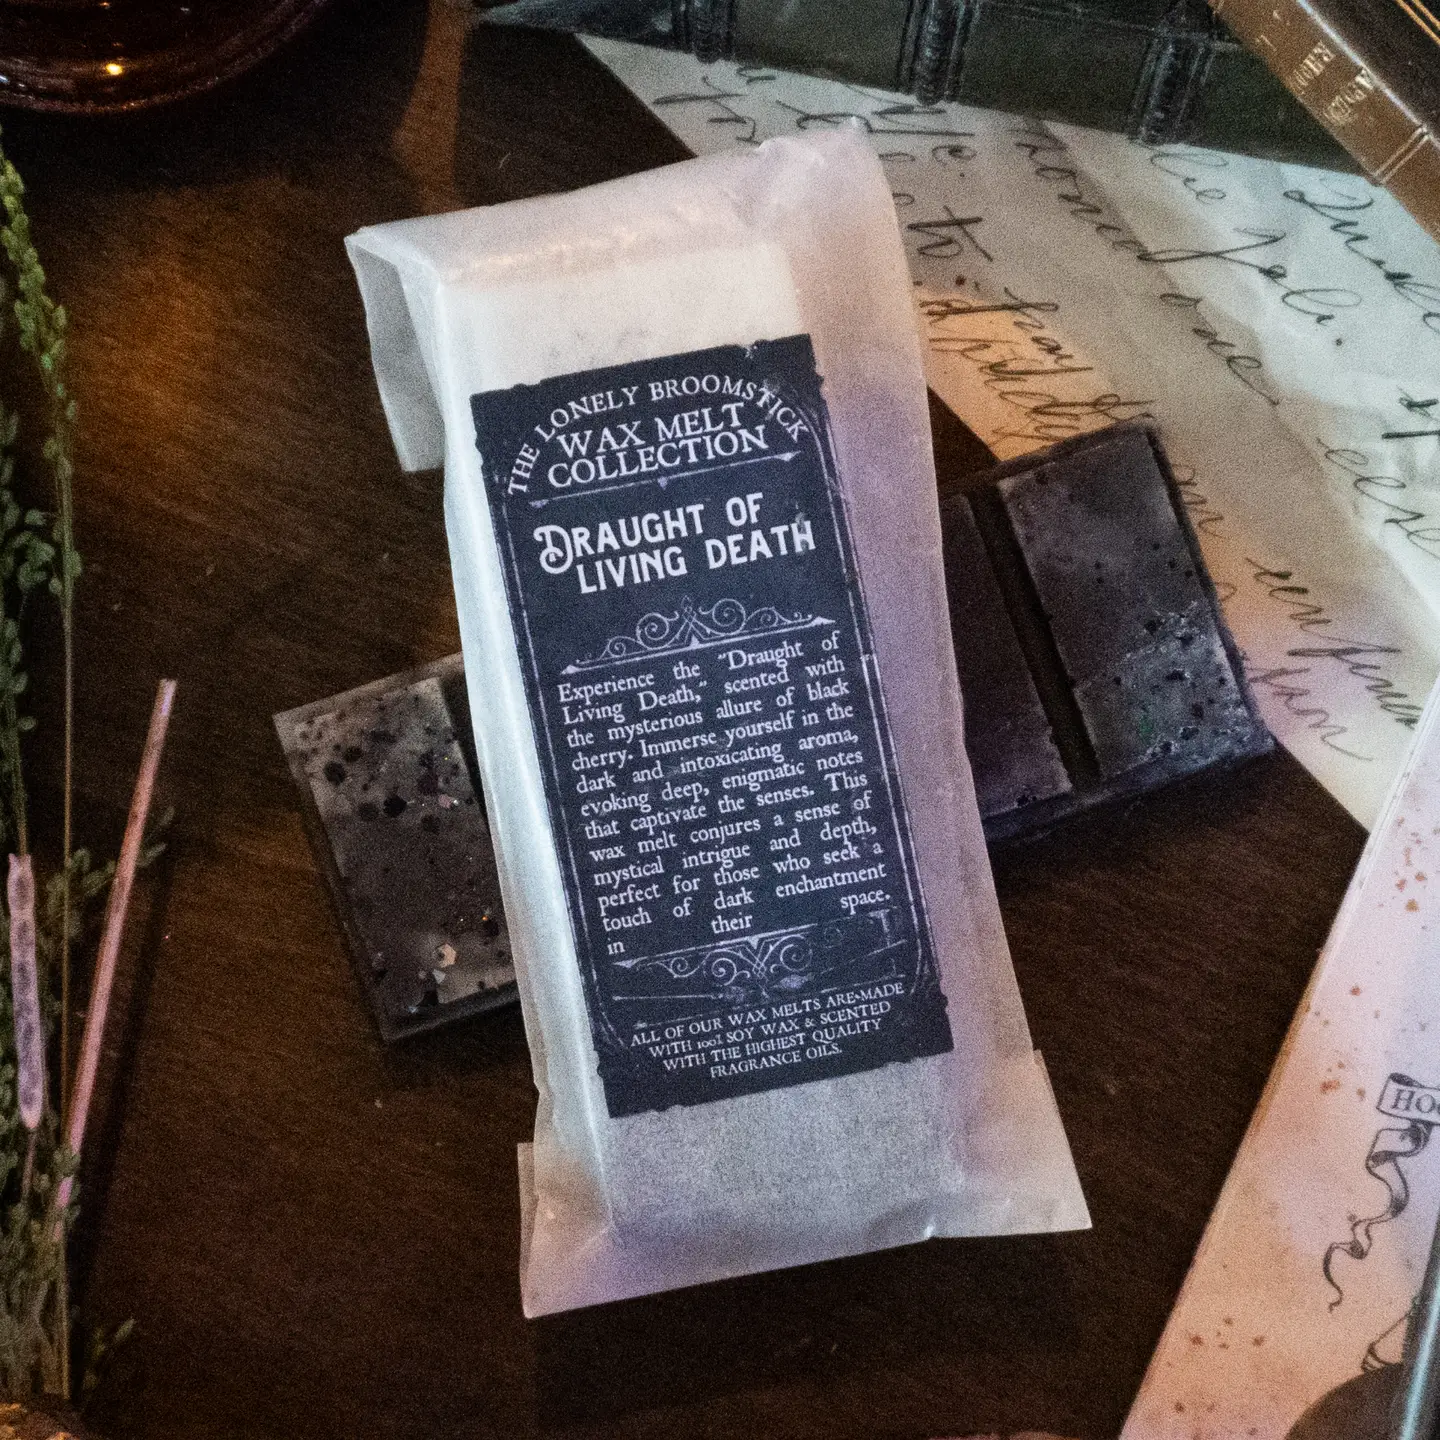 THE LONELY BROOMSTICK
WAX MELT
COLLECTION
DRAUGHT OF
LIVING DEATH
Experience the "Draught of
Living Death," scented with
the mysterious allure of black
cherry. Immerse yourself in the
dark and intoxicating aroma,
evoking deep, enigmatic notes
that captivate the senses. This
wax melt conjures a sense of
mystical intrigue and depth,
perfect for those who seek a
touch of dark enchantment
in their space.
ALL OF OUR WAX MELTS ARE MADE
WITH 100% SOY WAX & SCENTED
WITH THE HIGHEST QUALITY
FRAGRANCE OILS.